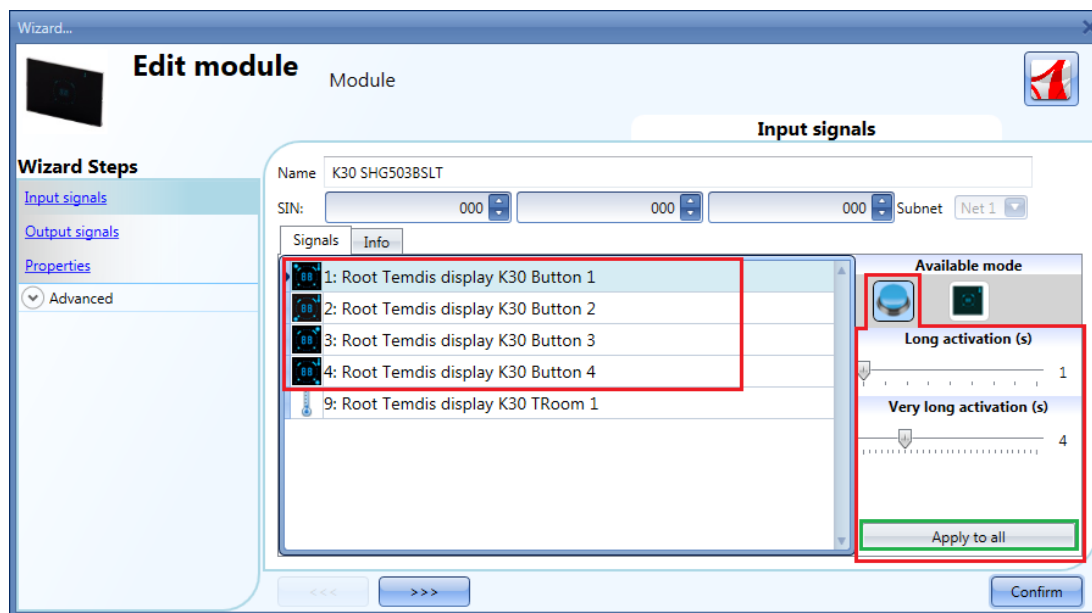 Wizard...
Edit module
Module
Input signals
Wizard Steps
Input signals
Output signals
Properties
Advanced
Name K30 SHG503BSLT
SIN: 000 000 000 Subnet Net 1
Signals Info
1: Root Temdis display K30 Button 1
2: Root Temdis display K30 Button 2
3: Root Temdis display K30 Button 3
4: Root Temdis display K30 Button 4
9: Root Temdis display K30 TRoom 1
Available mode
Long activation (s)
1
Very long activation (s)
4
Apply to all
<<< >>> Confirm